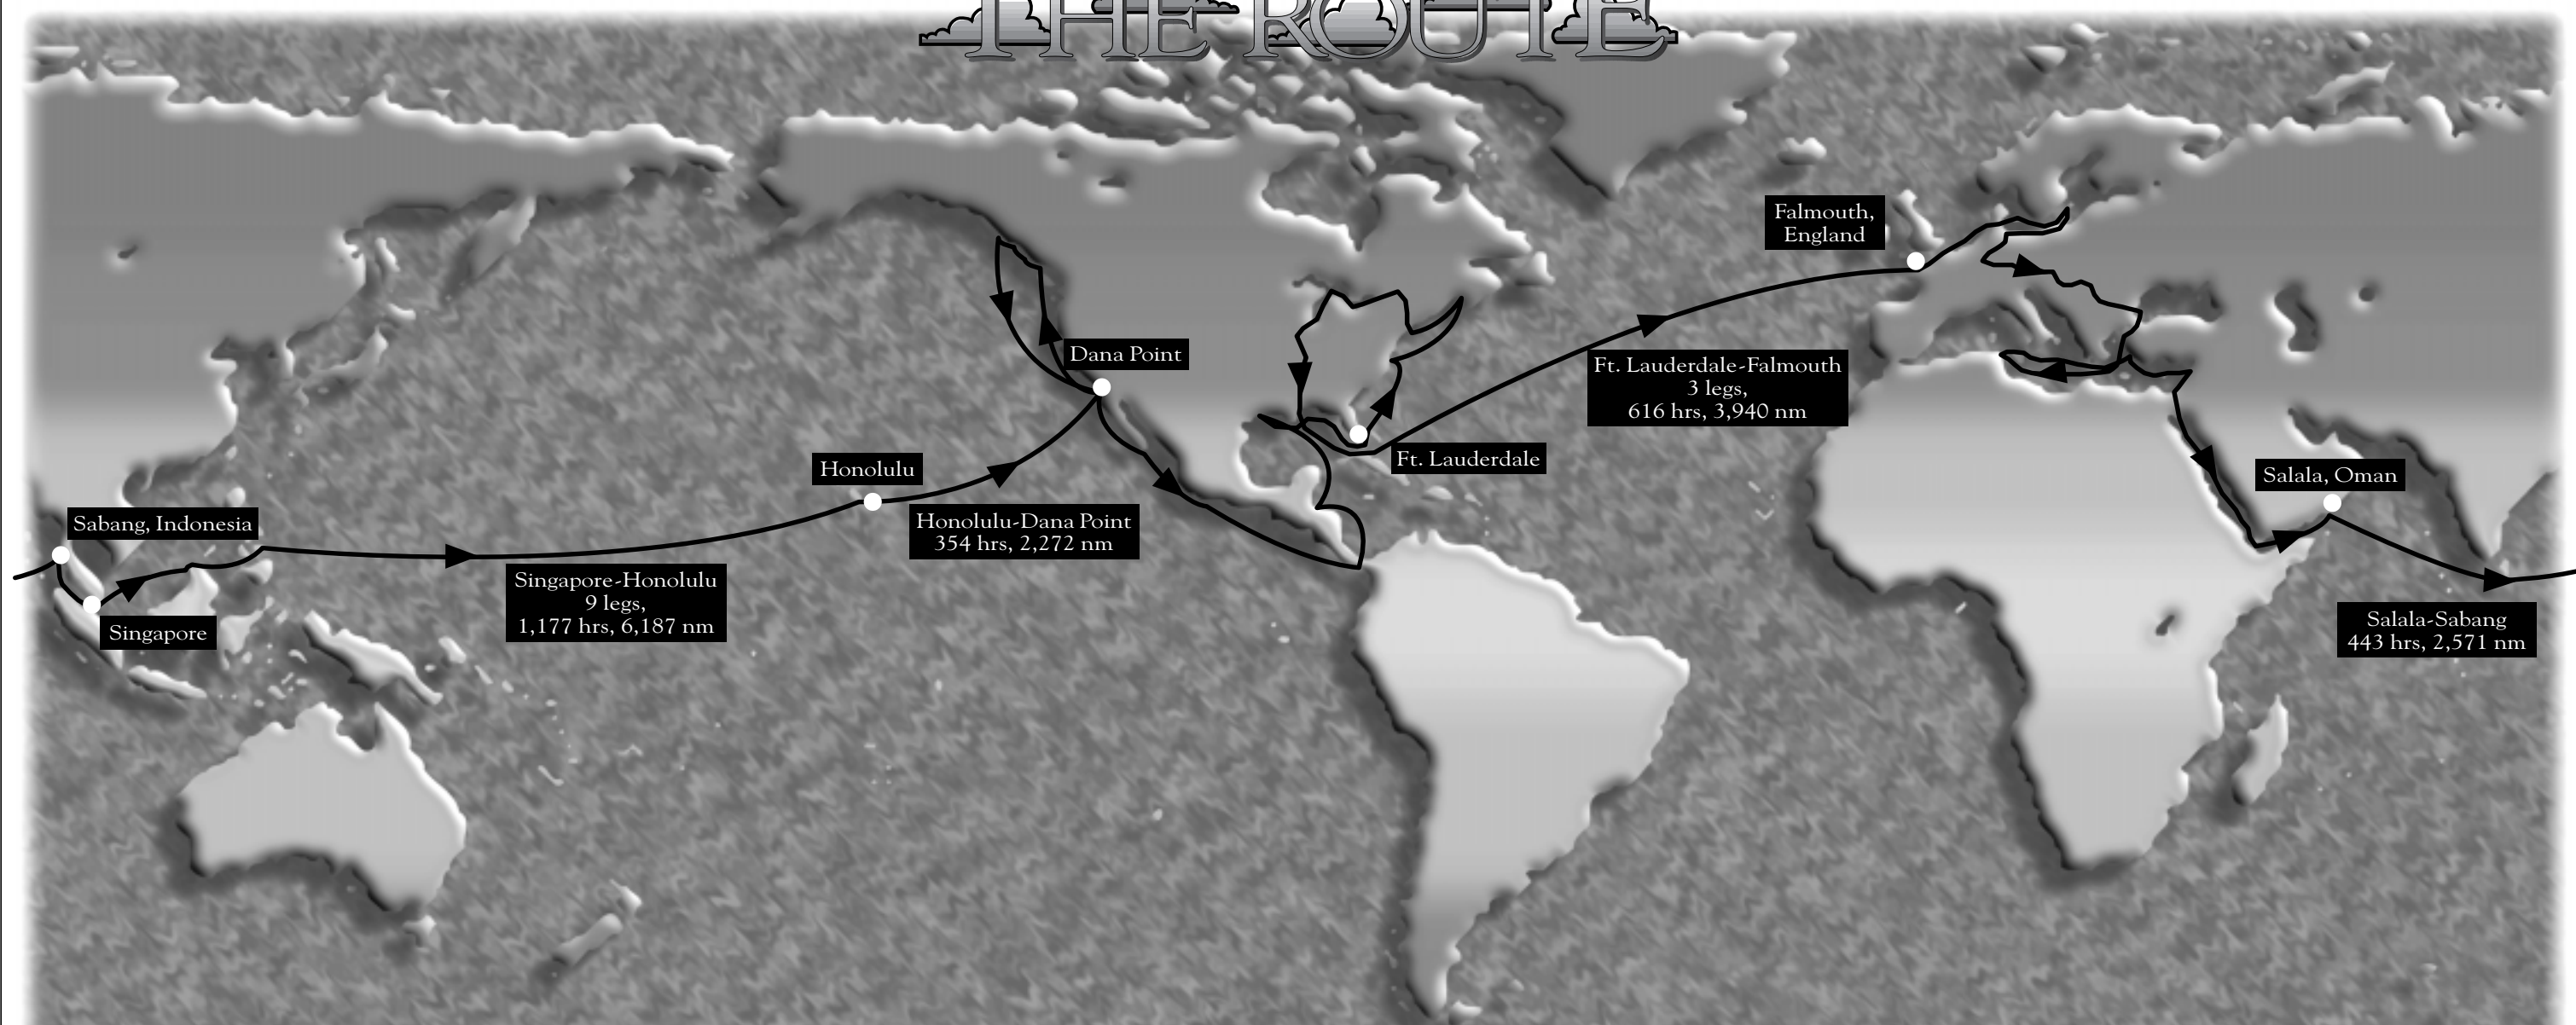 THE ROUTE
Falmouth,
England
Dana Point
Ft. Lauderdale-Falmouth
3 legs,
616 hrs, 3,940 nm
Ft. Lauderdale
Honolulu
Salala, Oman
Sabang, Indonesia
Honolulu-Dana Point
354 hrs, 2,272 nm
Singapore-Honolulu
9 legs,
1,177 hrs, 6,187 nm
Singapore
Salala-Sabang
443 hrs, 2,571 nm